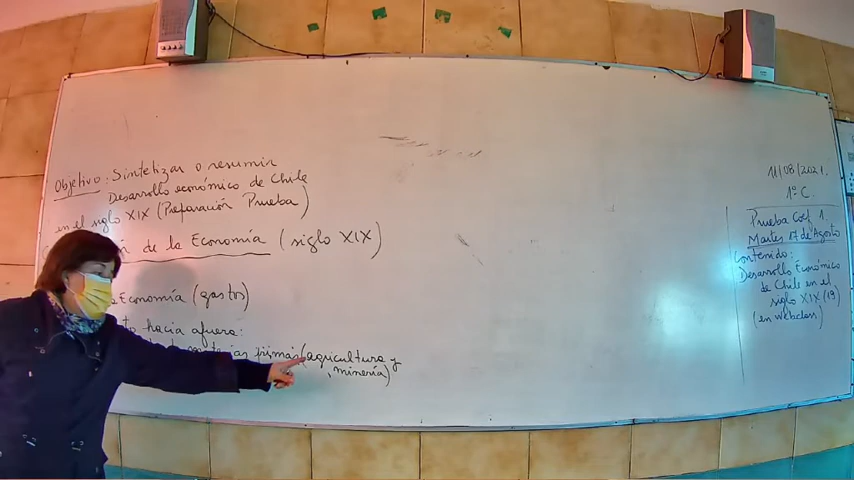 Objetivo: Sintetizar o resumir
Desarrollo económico de Chile
en el siglo XIX (Preparación Prueba)
de la Economía (siglo XIX)
Economía (gastos)
hacia afuera:
materias primas (agricultura y
, minería)
11/08/2021.
1º C.
Prueba Coef 1.
Martes 17 de Agosto
Contenido:
Desarrollo Económico
de Chile en el
siglo XIX (19)
(en webclass)